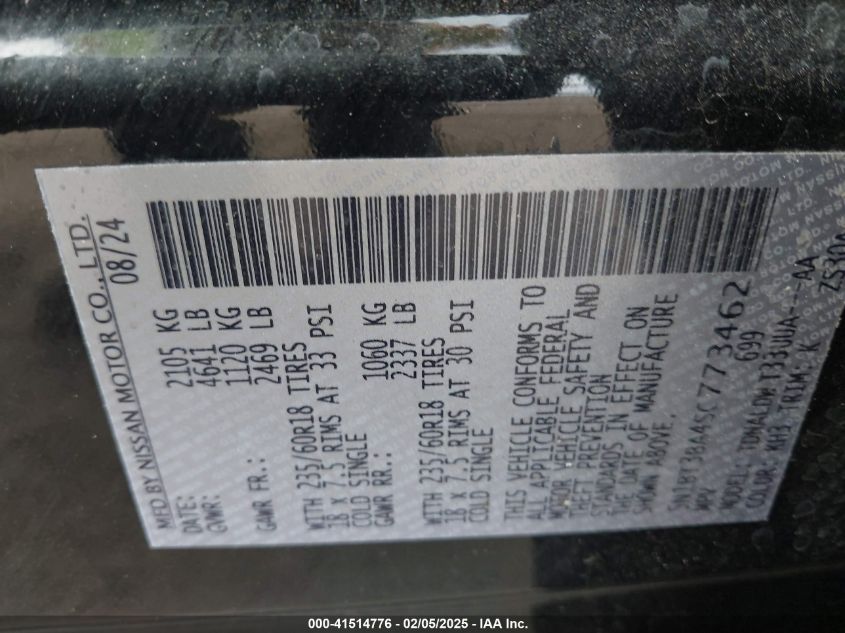 MFD BY NISSAN MOTOR CO., LTD.
DATE: 08/24
GVWR: 2105 KG
4641 LB
GAWR FR.: 1120 KG
2469 LB
WITH 235/60R18 TIRES
18 X 7.5 RIMS AT 33 PSI
COLD SINGLE
GAWR RR.: 1060 KG
2337 LB
WITH 235/60R18 TIRES
18 X 7.5 RIMS AT 30 PSI
COLD SINGLE
THIS VEHICLE CONFORMS TO
ALL APPLICABLE FEDERAL
MOTOR VEHICLE SAFETY AND
THEFT PREVENTION
STANDARDS IN EFFECT ON
THE DATE OF MANUFACTURE
SHOWN ABOVE.
5N1BT3BA4SC773462
MPV 699
COLOR: KH3 TRIM: K
000-41514776 - 02/05/2025 - IAA Inc.